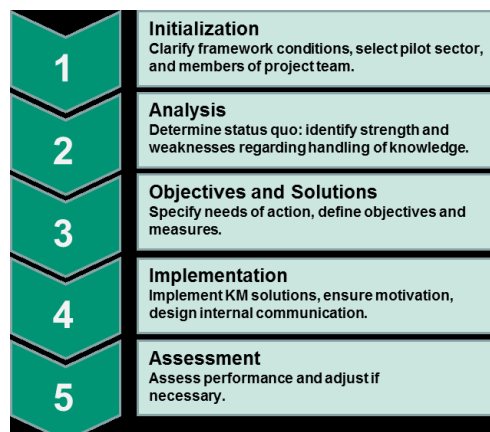 1
Initialization
Clarify framework conditions, select pilot sector,
and members of project team.
2
Analysis
Determine status quo: identify strength and
weaknesses regarding handling of knowledge.
3
Objectives and Solutions
Specify needs of action, define objectives and
measures.
4
Implementation
Implement KM solutions, ensure motivation,
design internal communication.
5
Assessment
Assess performance and adjust if
necessary.